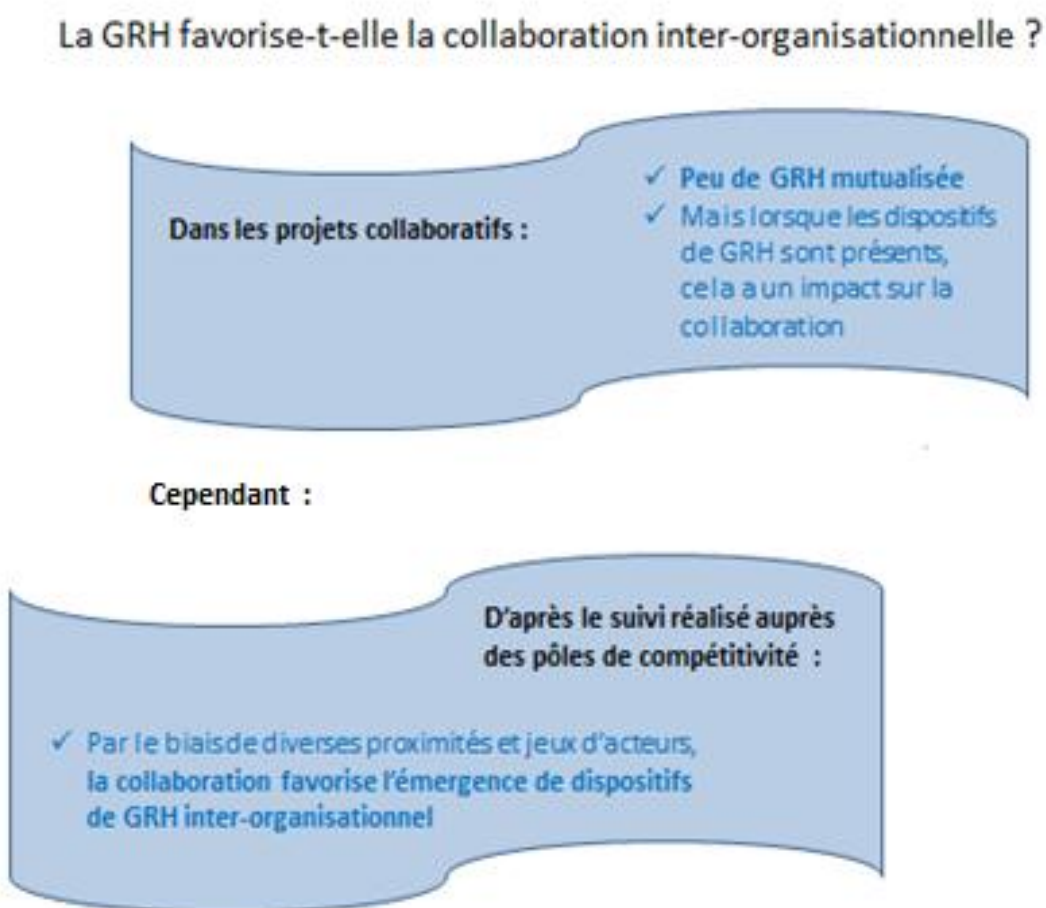 La GRH favorise-t-elle la collaboration inter-organisationnelle ?
Dans les projets collaboratifs :
✓ Peu de GRH mutualisée
✓ Mais lorsque les dispositifs
de GRH sont présents,
cela a un impact sur la
collaboration
Cependant :
D'après le suivi réalisé auprès
des pôles de compétitivité :
✓ Par le biais de diverses proximités et jeux d'acteurs,
la collaboration favorise l'émergence de dispositifs
de GRH inter-organisationnel